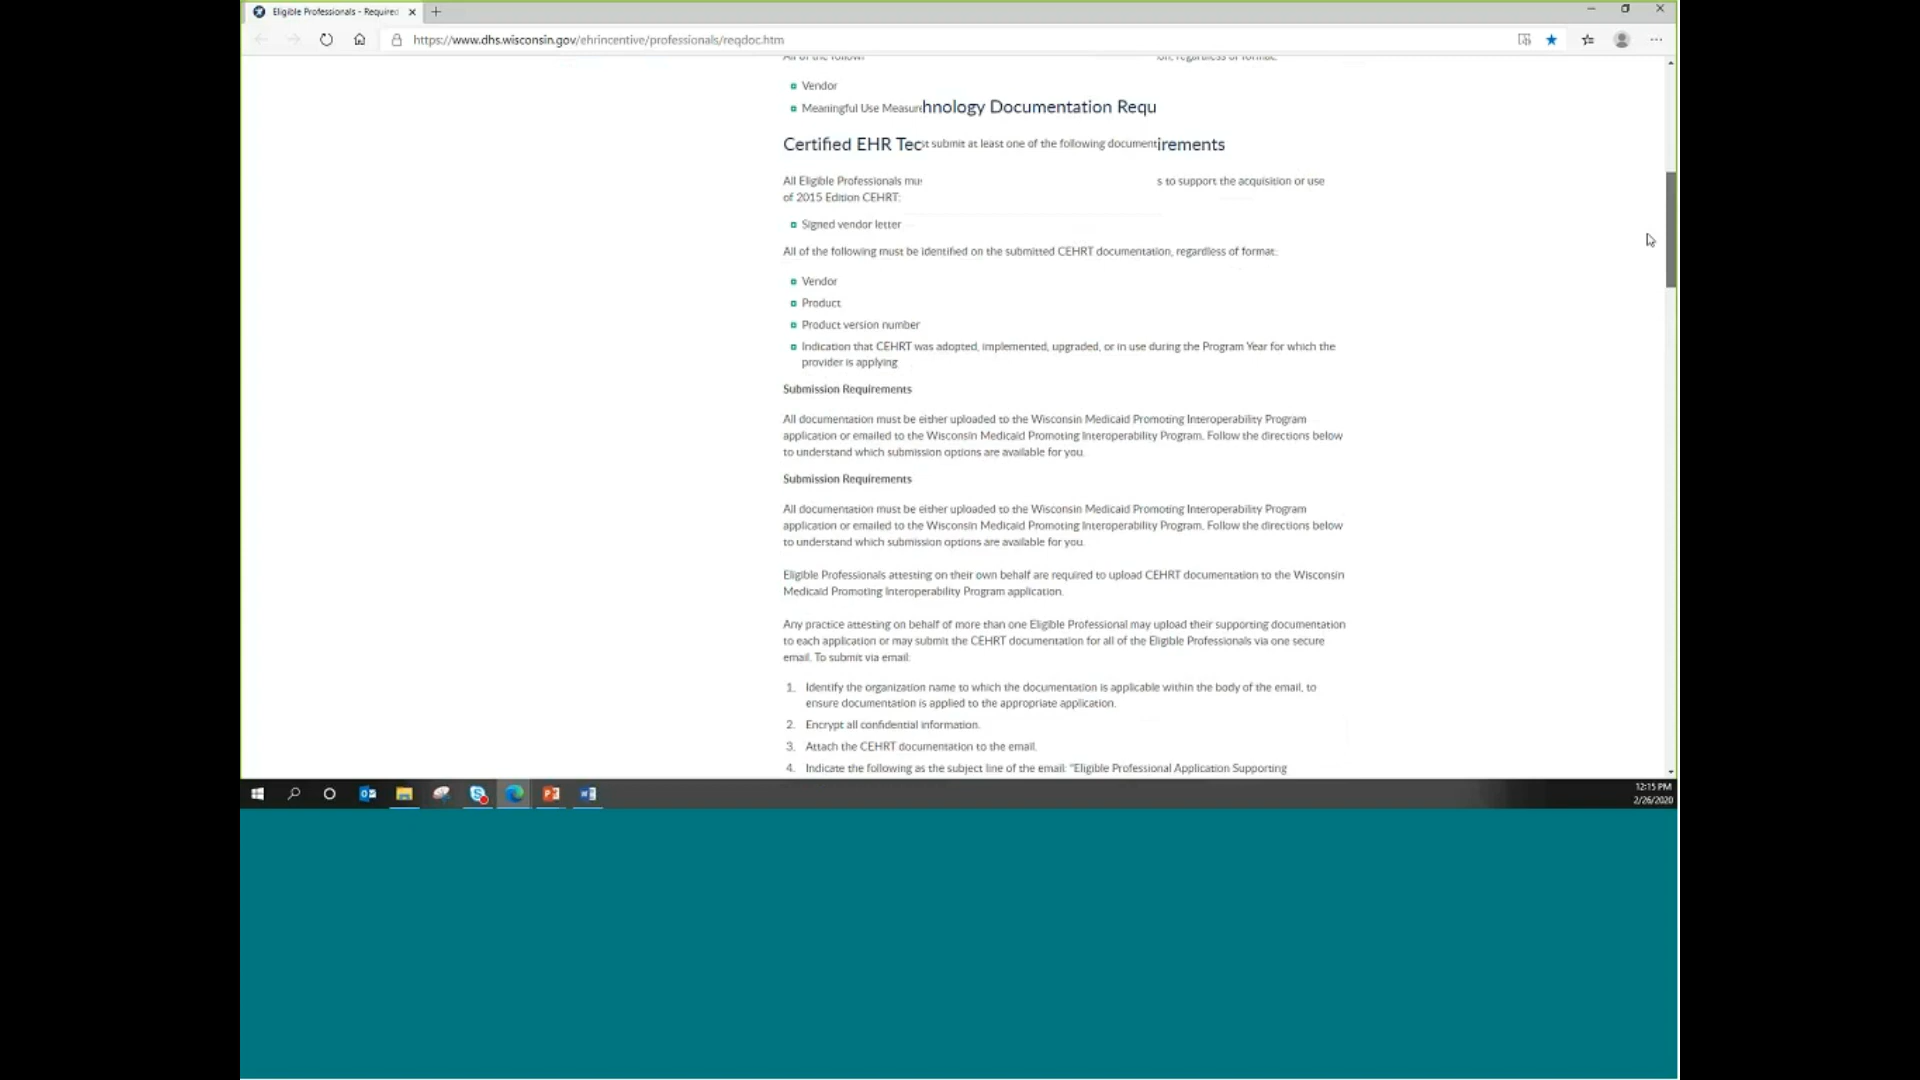 Eligible Professionals - Require
https://www.dhs.wisconsin.gov/ehrincentive/professionals/reqdoc.htm
All of the follow on, regardless of format:
Vendor
Meaningful Use Measure hnology Documentation Requ
Certified EHR Tec t submit at least one of the following document irements
All Eligible Professionals mu s to support the acquisition or use
of 2015 Edition CEHRT:
Signed vendor letter
All of the following must be identified on the submitted CEHRT documentation, regardless of format:
Vendor
Product
Product version number
Indication that CEHRT was adopted, implemented, upgraded, or in use during the Program Year for which the
provider is applying
Submission Requirements
All documentation must be either uploaded to the Wisconsin Medicaid Promoting Interoperability Program
application or emailed to the Wisconsin Medicaid Promoting Interoperability Program. Follow the directions below
to understand which submission options are available for you.
Submission Requirements
All documentation must be either uploaded to the Wisconsin Medicaid Promoting Interoperability Program
application or emailed to the Wisconsin Medicaid Promoting Interoperability Program. Follow the directions below
to understand which submission options are available for you.
Eligible Professionals attesting on their own behalf are required to upload CEHRT documentation to the Wisconsin
Medicaid Promoting Interoperability Program application.
Any practice attesting on behalf of more than one Eligible Professional may upload their supporting documentation
to each application or may submit the CEHRT documentation for all of the Eligible Professionals via one secure
email. To submit via email:
1. Identify the organization name to which the documentation is applicable within the body of the email, to
ensure documentation is applied to the appropriate application.
2. Encrypt all confidential information.
3. Attach the CEHRT documentation to the email.
4. Indicate the following as the subject line of the email: "Eligible Professional Application Supporting
12:15 PM
2/26/2020